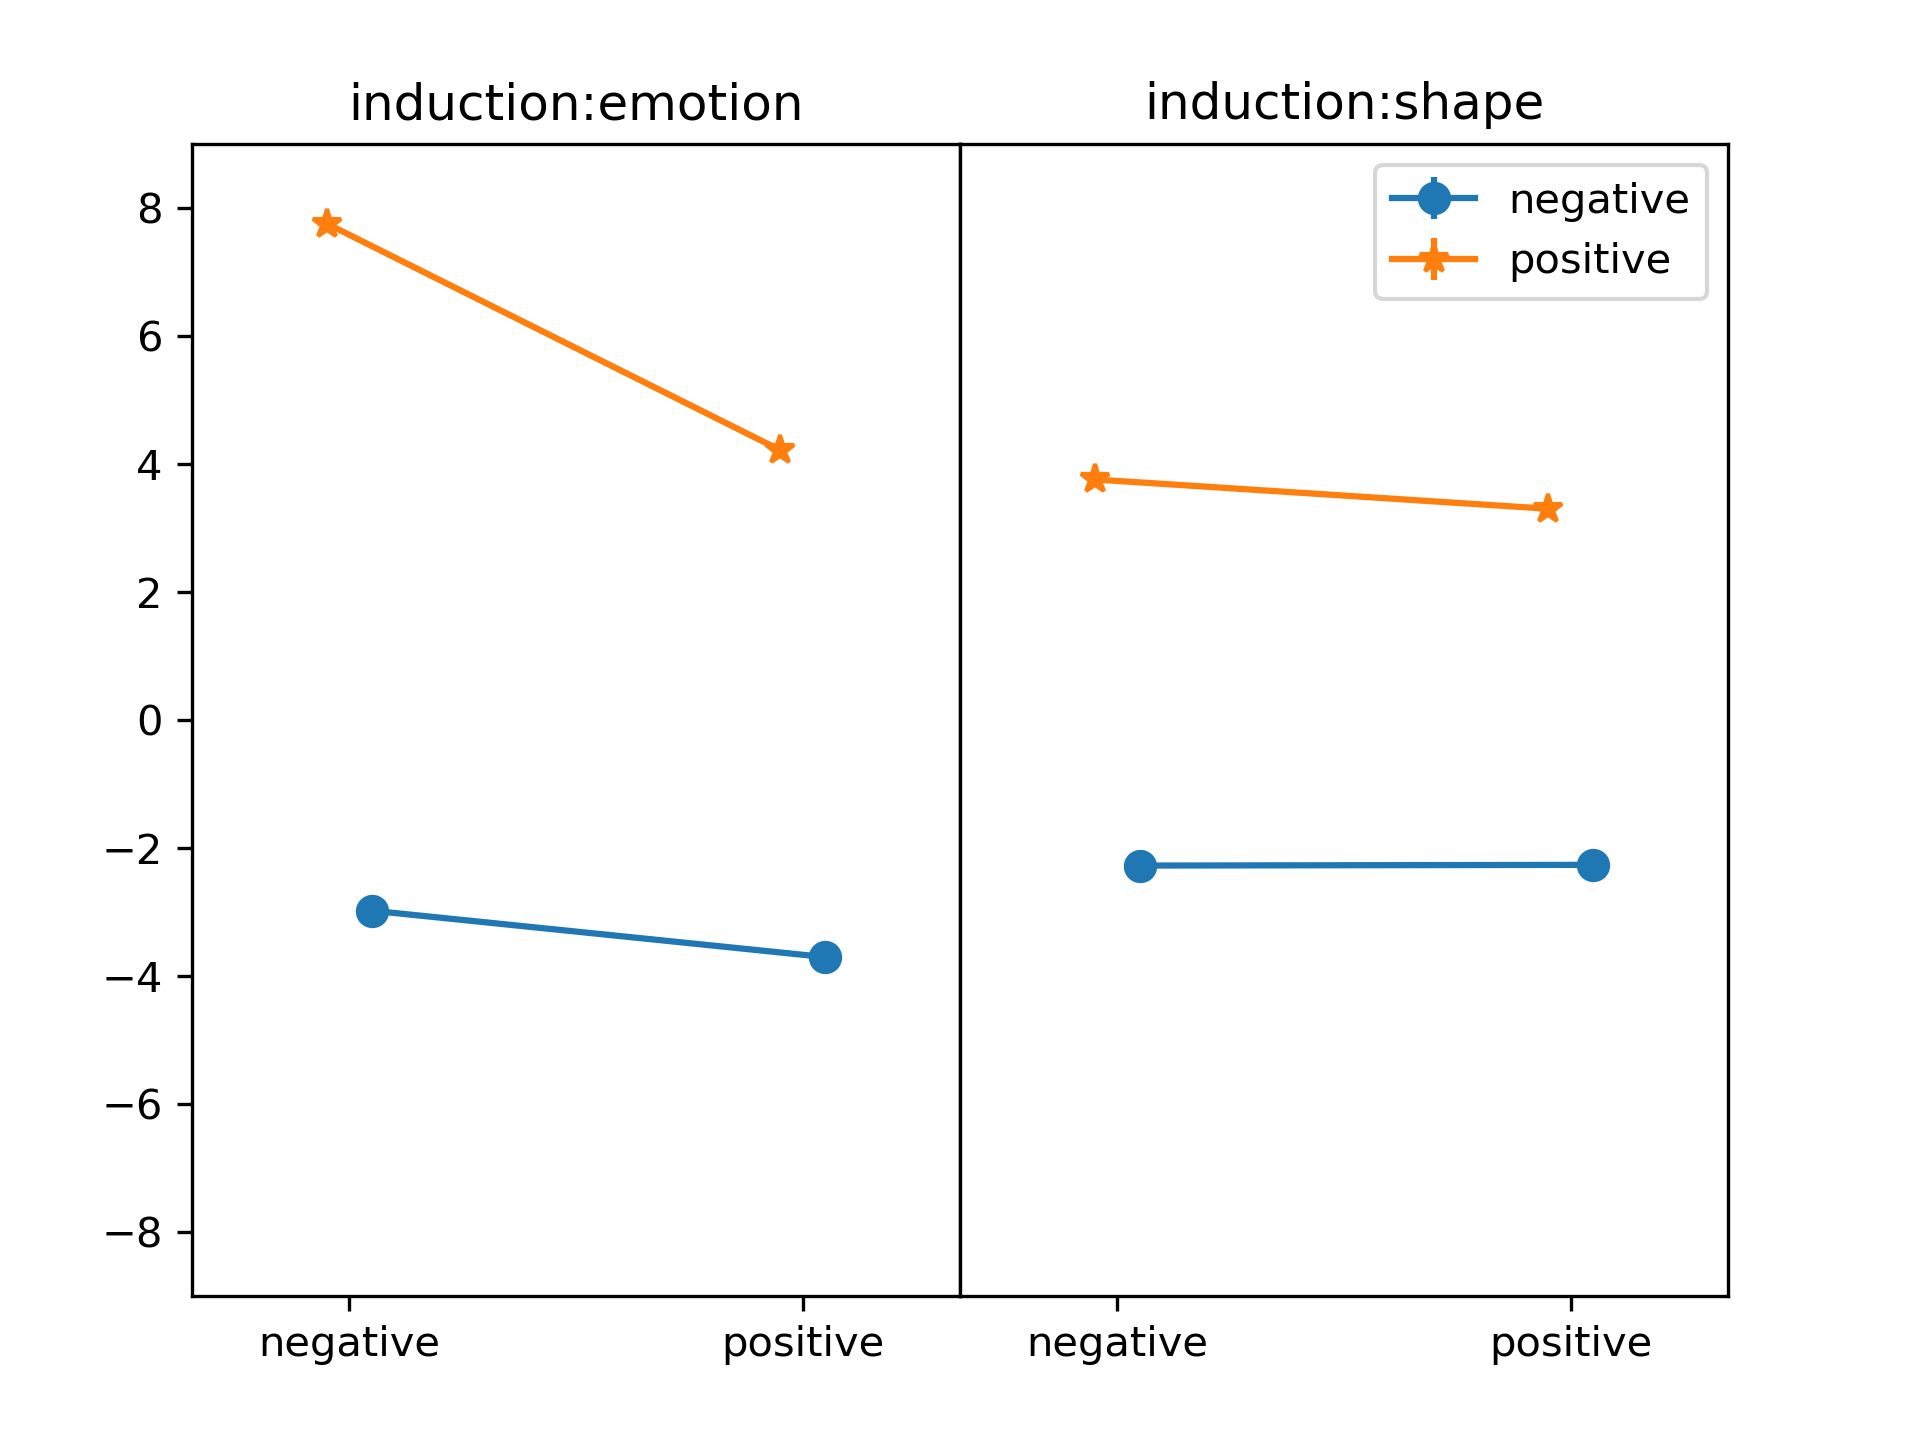 induction:emotion
induction:shape
negative
positive
8
6
4
2
0
−2
−4
−6
−8
negative
positive
negative
positive